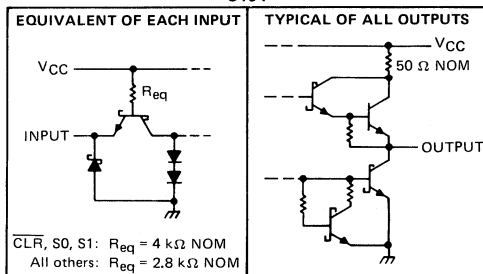 EQUIVALENT OF EACH INPUT
VCC
Req
INPUT
CLR, S0, S1: Req = 4 kΩ NOM
All others: Req = 2.8 kΩ NOM
TYPICAL OF ALL OUTPUTS
VCC
50 Ω NOM
OUTPUT